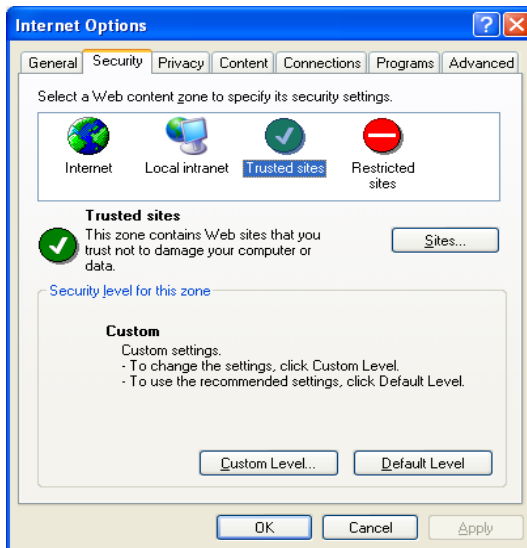 Internet Options
General Security Privacy Content Connections Programs Advanced
Select a Web content zone to specify its security settings.
Internet Local intranet Trusted sites Restricted
sites
Trusted sites
This zone contains Web sites that you
trust not to damage your computer or
data.
Sites...
Security level for this zone
Custom
Custom settings.
- To change the settings, click Custom Level.
- To use the recommended settings, click Default Level.
Custom Level... Default Level
OK Cancel Apply